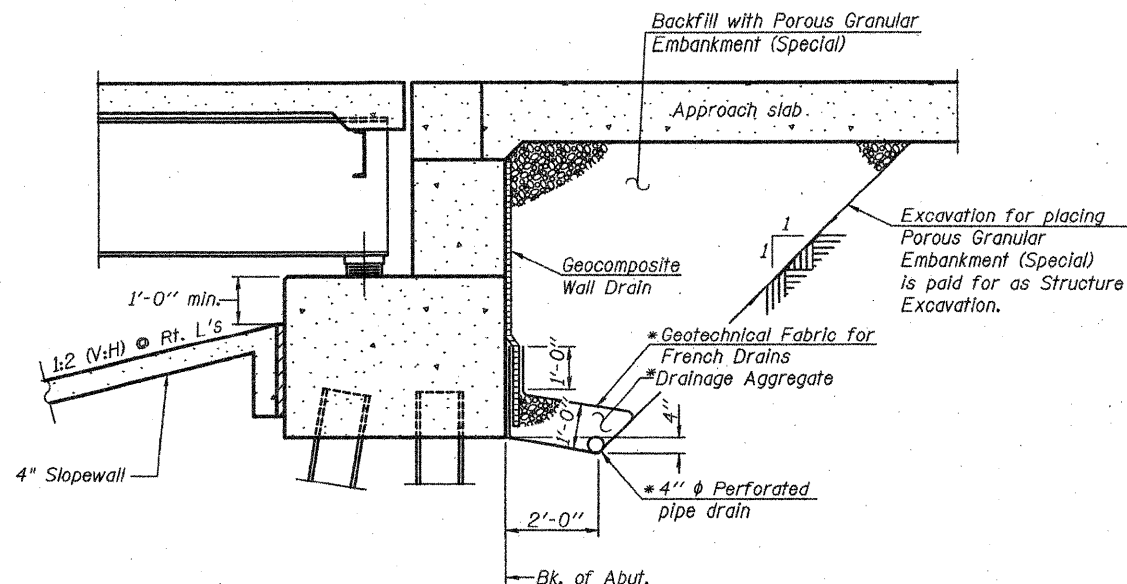 Backfill with Porous Granular
Embankment (Special)
Approach slab
Excavation for placing
Porous Granular
Embankment (Special)
is paid for as Structure
Excavation.
1
1
Geocomposite
Wall Drain
1'-0" min.
1:2 (V:H) @ Rt. L's
*Geotechnical Fabric for
French Drains
*Drainage Aggregate
1'-0"
1'-0"
4"
4" Slopewall
*4" ϕ Perforated
pipe drain
2'-0"
Bk. of Abut.